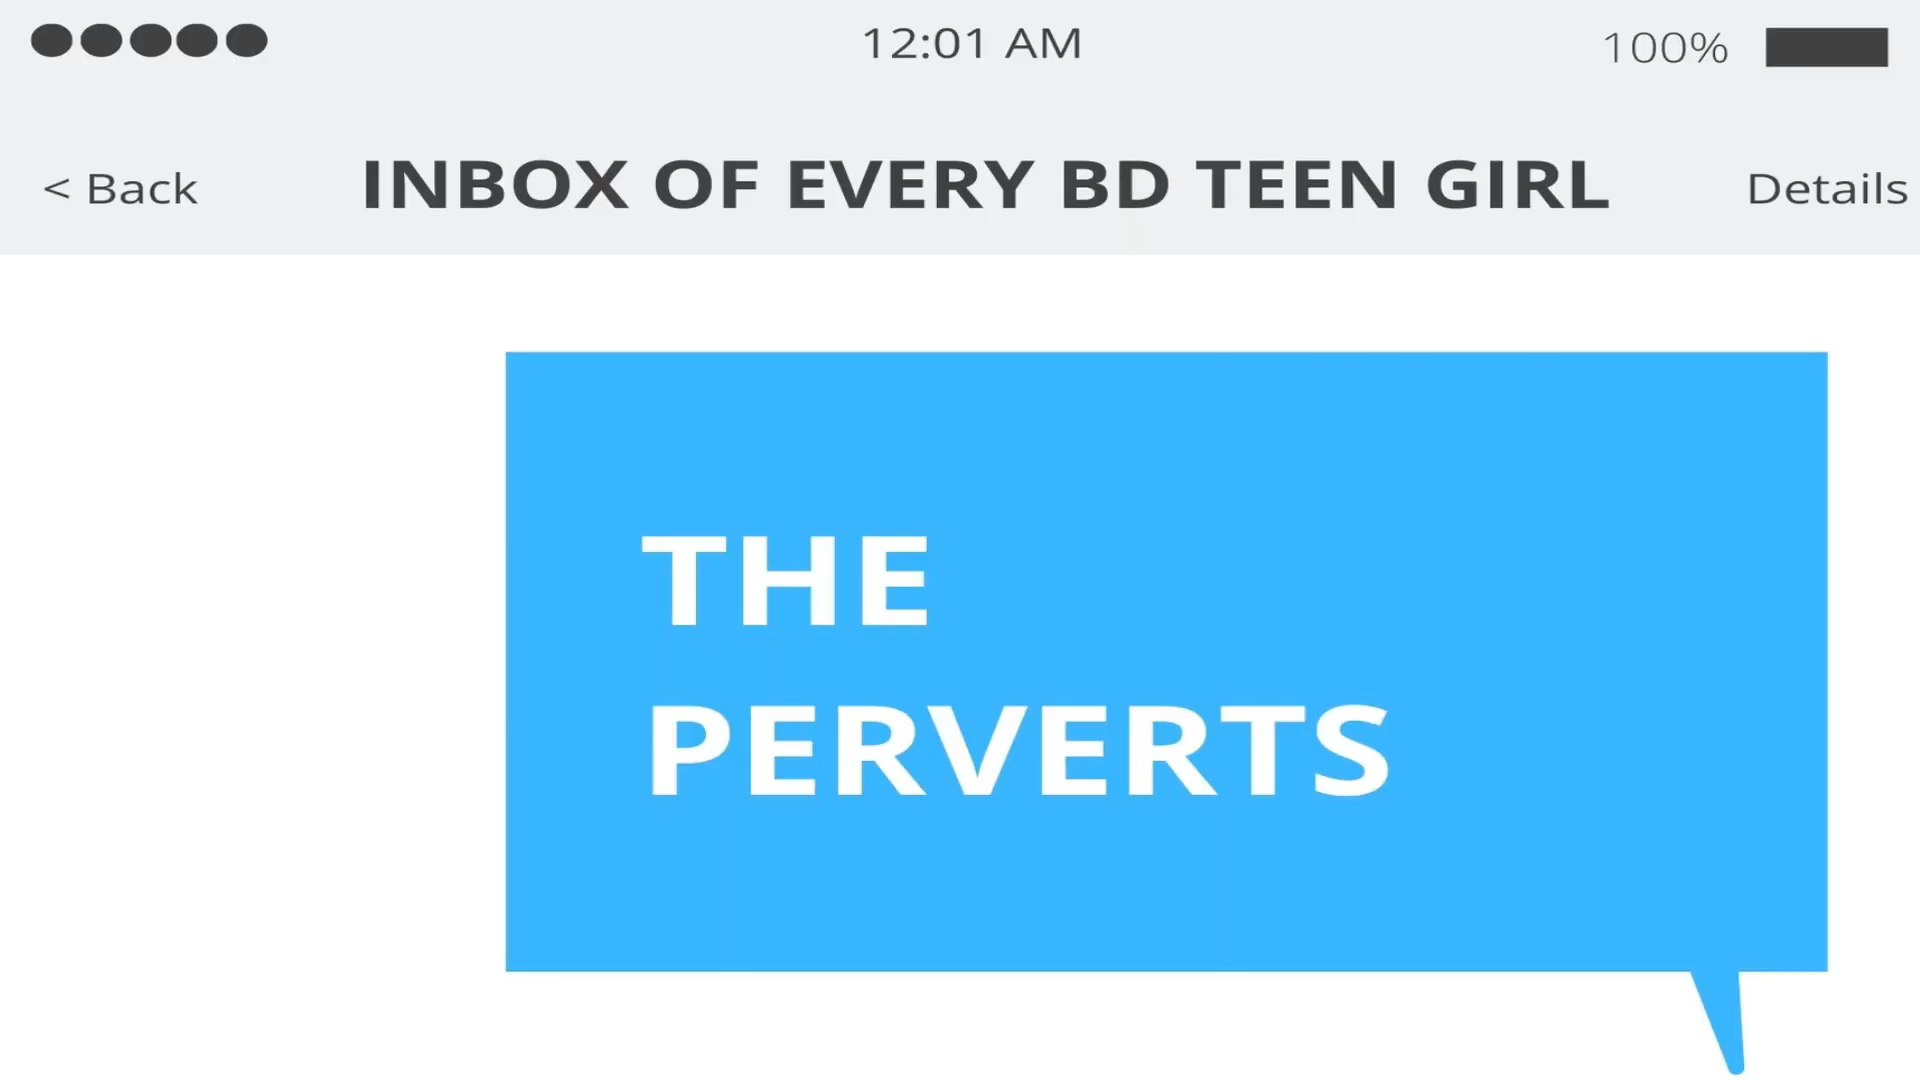 12:01 AM
100%
< Back
INBOX OF EVERY BD TEEN GIRL
Details
THE
PERVERTS